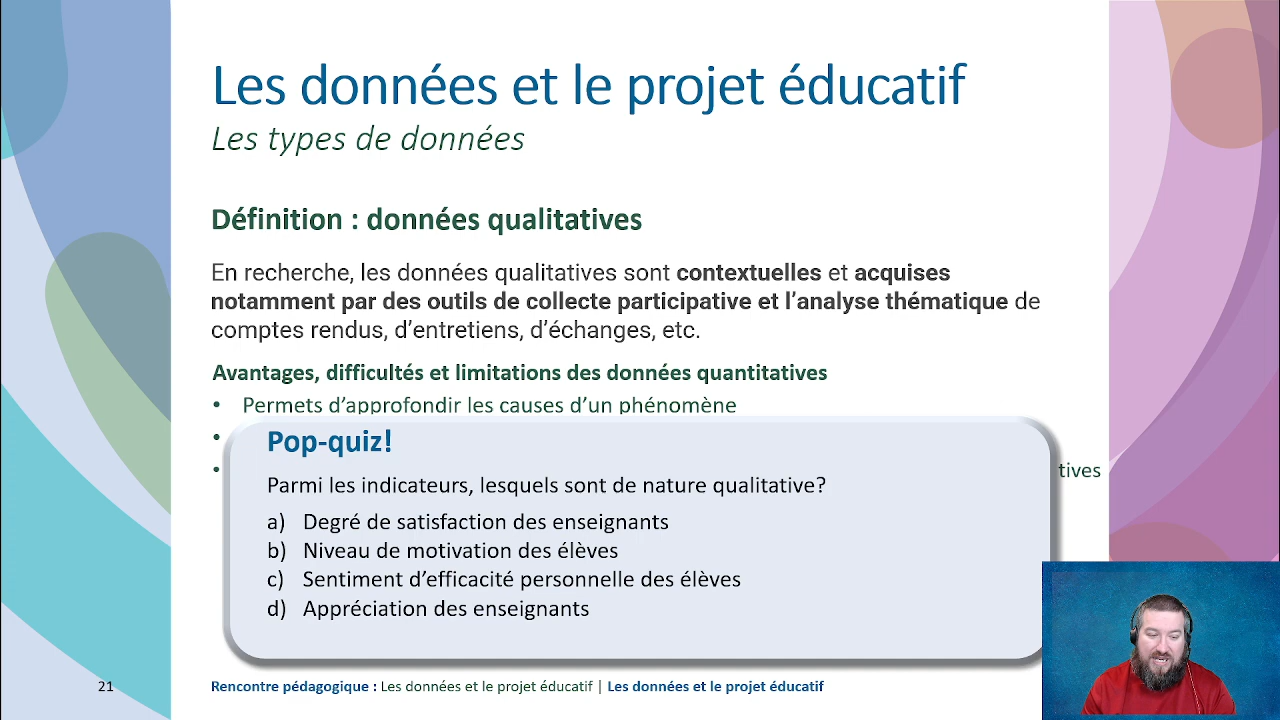 Les données et le projet éducatif
Les types de données
Définition : données qualitatives
En recherche, les données qualitatives sont contextuelles et acquises
notamment par des outils de collecte participative et l’analyse thématique de
comptes rendus, d’entretiens, d’échanges, etc.
Avantages, difficultés et limitations des données quantitatives
• Permets d’approfondir les causes d’un phénomène
•
• tives
Pop-quiz!
Parmi les indicateurs, lesquels sont de nature qualitative?
a) Degré de satisfaction des enseignants
b) Niveau de motivation des élèves
c) Sentiment d’efficacité personnelle des élèves
d) Appréciation des enseignants
21
Rencontre pédagogique : Les données et le projet éducatif | Les données et le projet éducatif